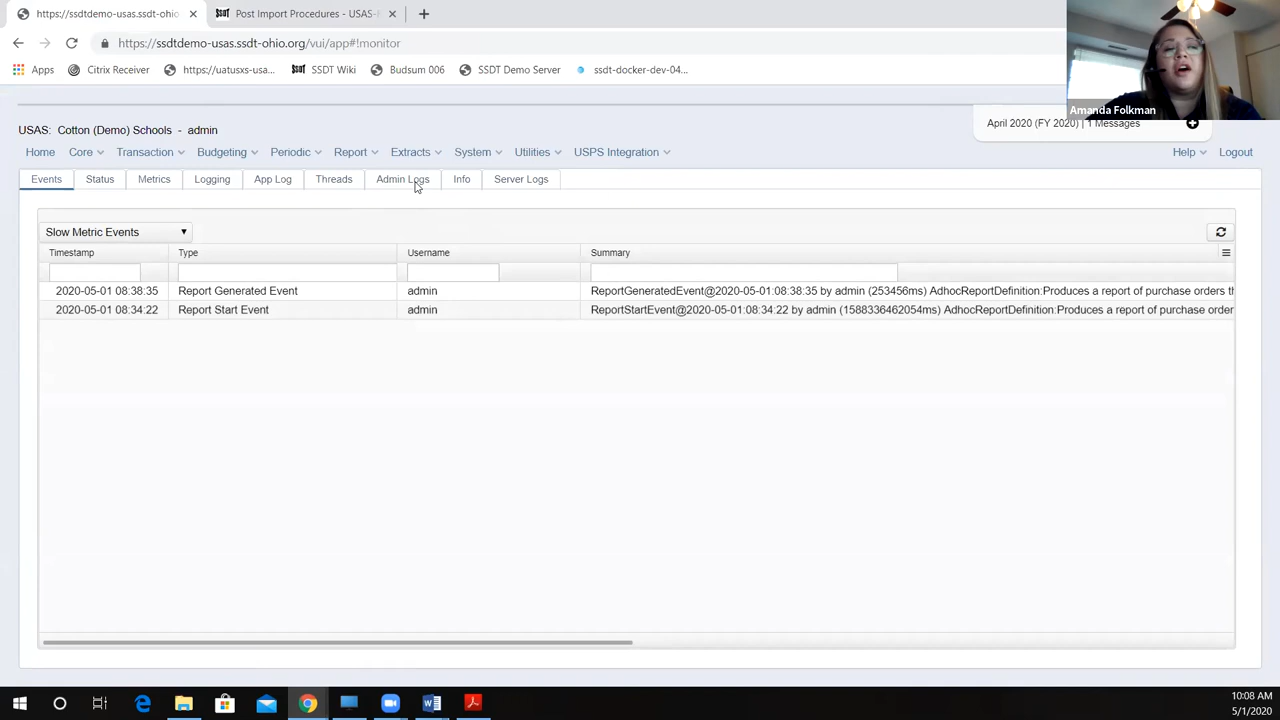 https://ssdtdemo-usas.ssdt-ohio
Post Import Procedures - USAS-
https://ssdtdemo-usas.ssdt-ohio.org/vui/app#!monitor
Apps
Citrix Receiver
https://uatusxs-usa...
SSDT Wiki
Budsum 006
SSDT Demo Server
ssdt-docker-dev-04...
Amanda Folkman
USAS: Cotton (Demo) Schools - admin
April 2020 (FY 2020) | 1 Messages
Home Core Transaction Budgeting Periodic Report Extracts System Utilities USPS Integration Help Logout
Events Status Metrics Logging App Log Threads Admin Logs Info Server Logs
Slow Metric Events
Timestamp Type Username Summary
2020-05-01 08:38:35 Report Generated Event admin ReportGeneratedEvent@2020-05-01:08:38:35 by admin (253456ms) AdhocReportDefinition:Produces a report of purchase orders th
2020-05-01 08:34:22 Report Start Event admin ReportStartEvent@2020-05-01:08:34:22 by admin (1588336462054ms) AdhocReportDefinition:Produces a report of purchase order
10:08 AM
5/1/2020